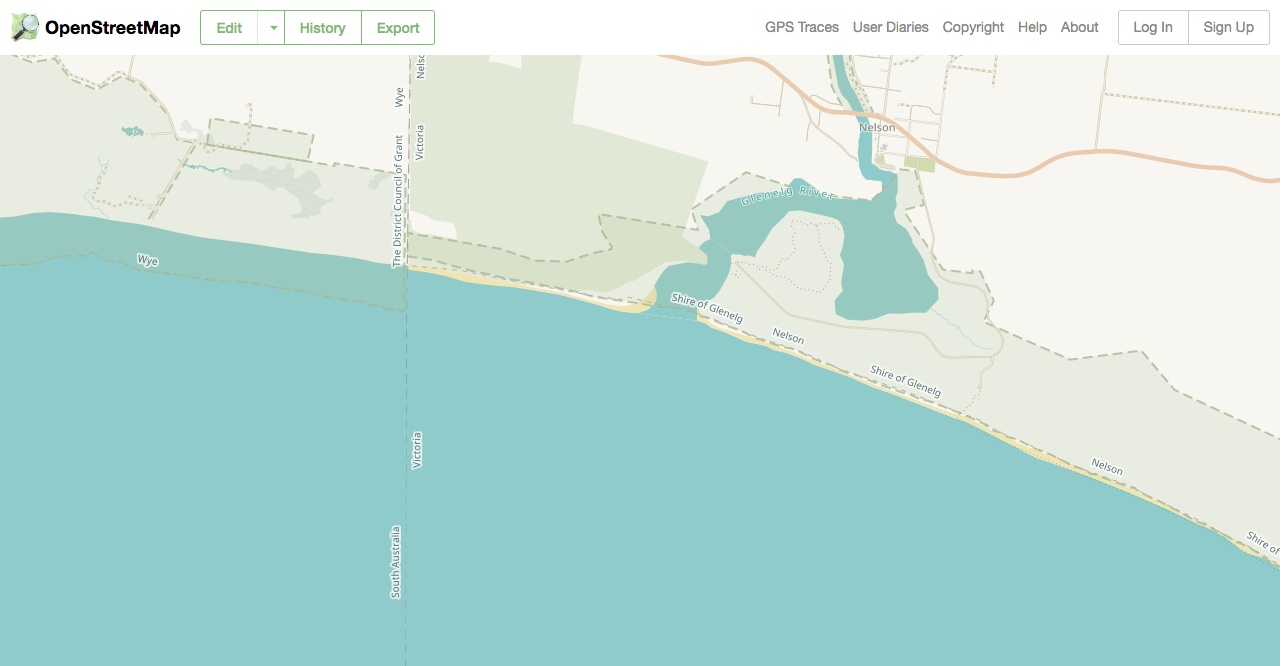 OpenStreetMap
Edit
History
Export
GPS Traces
User Diaries
Copyright
Help
About
Log In
Sign Up
Nelso
Wye
Victoria
The District Council of Grant
Nelson
Glenelg River
Wye
Shire of Glenelg
Nelson
Shire of Glenelg
Victoria
Nelson
South Australia
Shire of